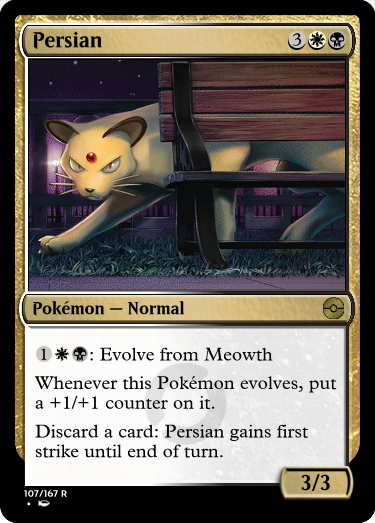 Persian 3
Pokémon — Normal
1 : Evolve from Meowth
Whenever this Pokémon evolves, put
a +1/+1 counter on it.
Discard a card: Persian gains first
strike until end of turn.
3/3
107/167 R